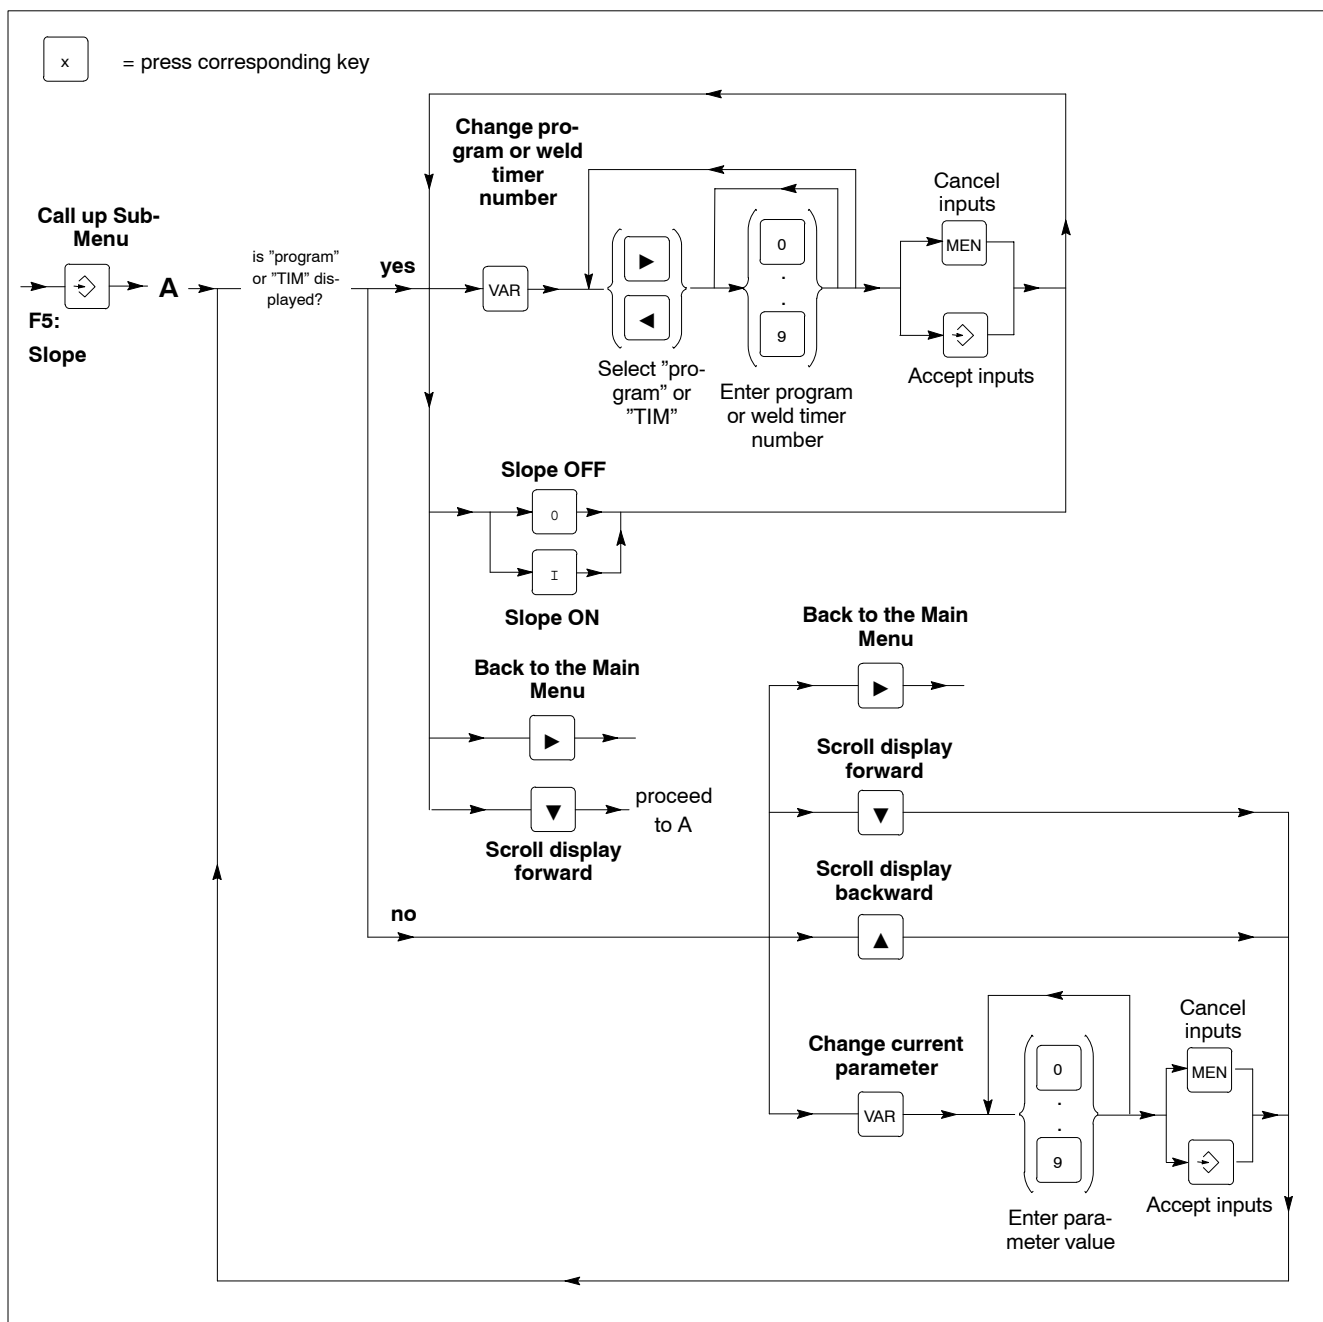 x
= press corresponding key
Change pro-
gram or weld
timer
number
Cancel
inputs
Call up Sub-
Menu
is ”program”
or ”TIM” dis-
played?
yes
A
VAR
0
.
.
9
MEN
F5:
Slope
Select ”pro-
gram” or
”TIM”
Enter program
or weld timer
number
Accept inputs
Slope OFF
0
I
Slope ON
Back to the Main
Menu
Back to the Main
Menu
Scroll display
forward
proceed
to A
Scroll display
forward
Scroll display
backward
no
Change current
parameter
VAR
0
.
.
9
Cancel
inputs
MEN
Accept inputs
Enter para-
meter value